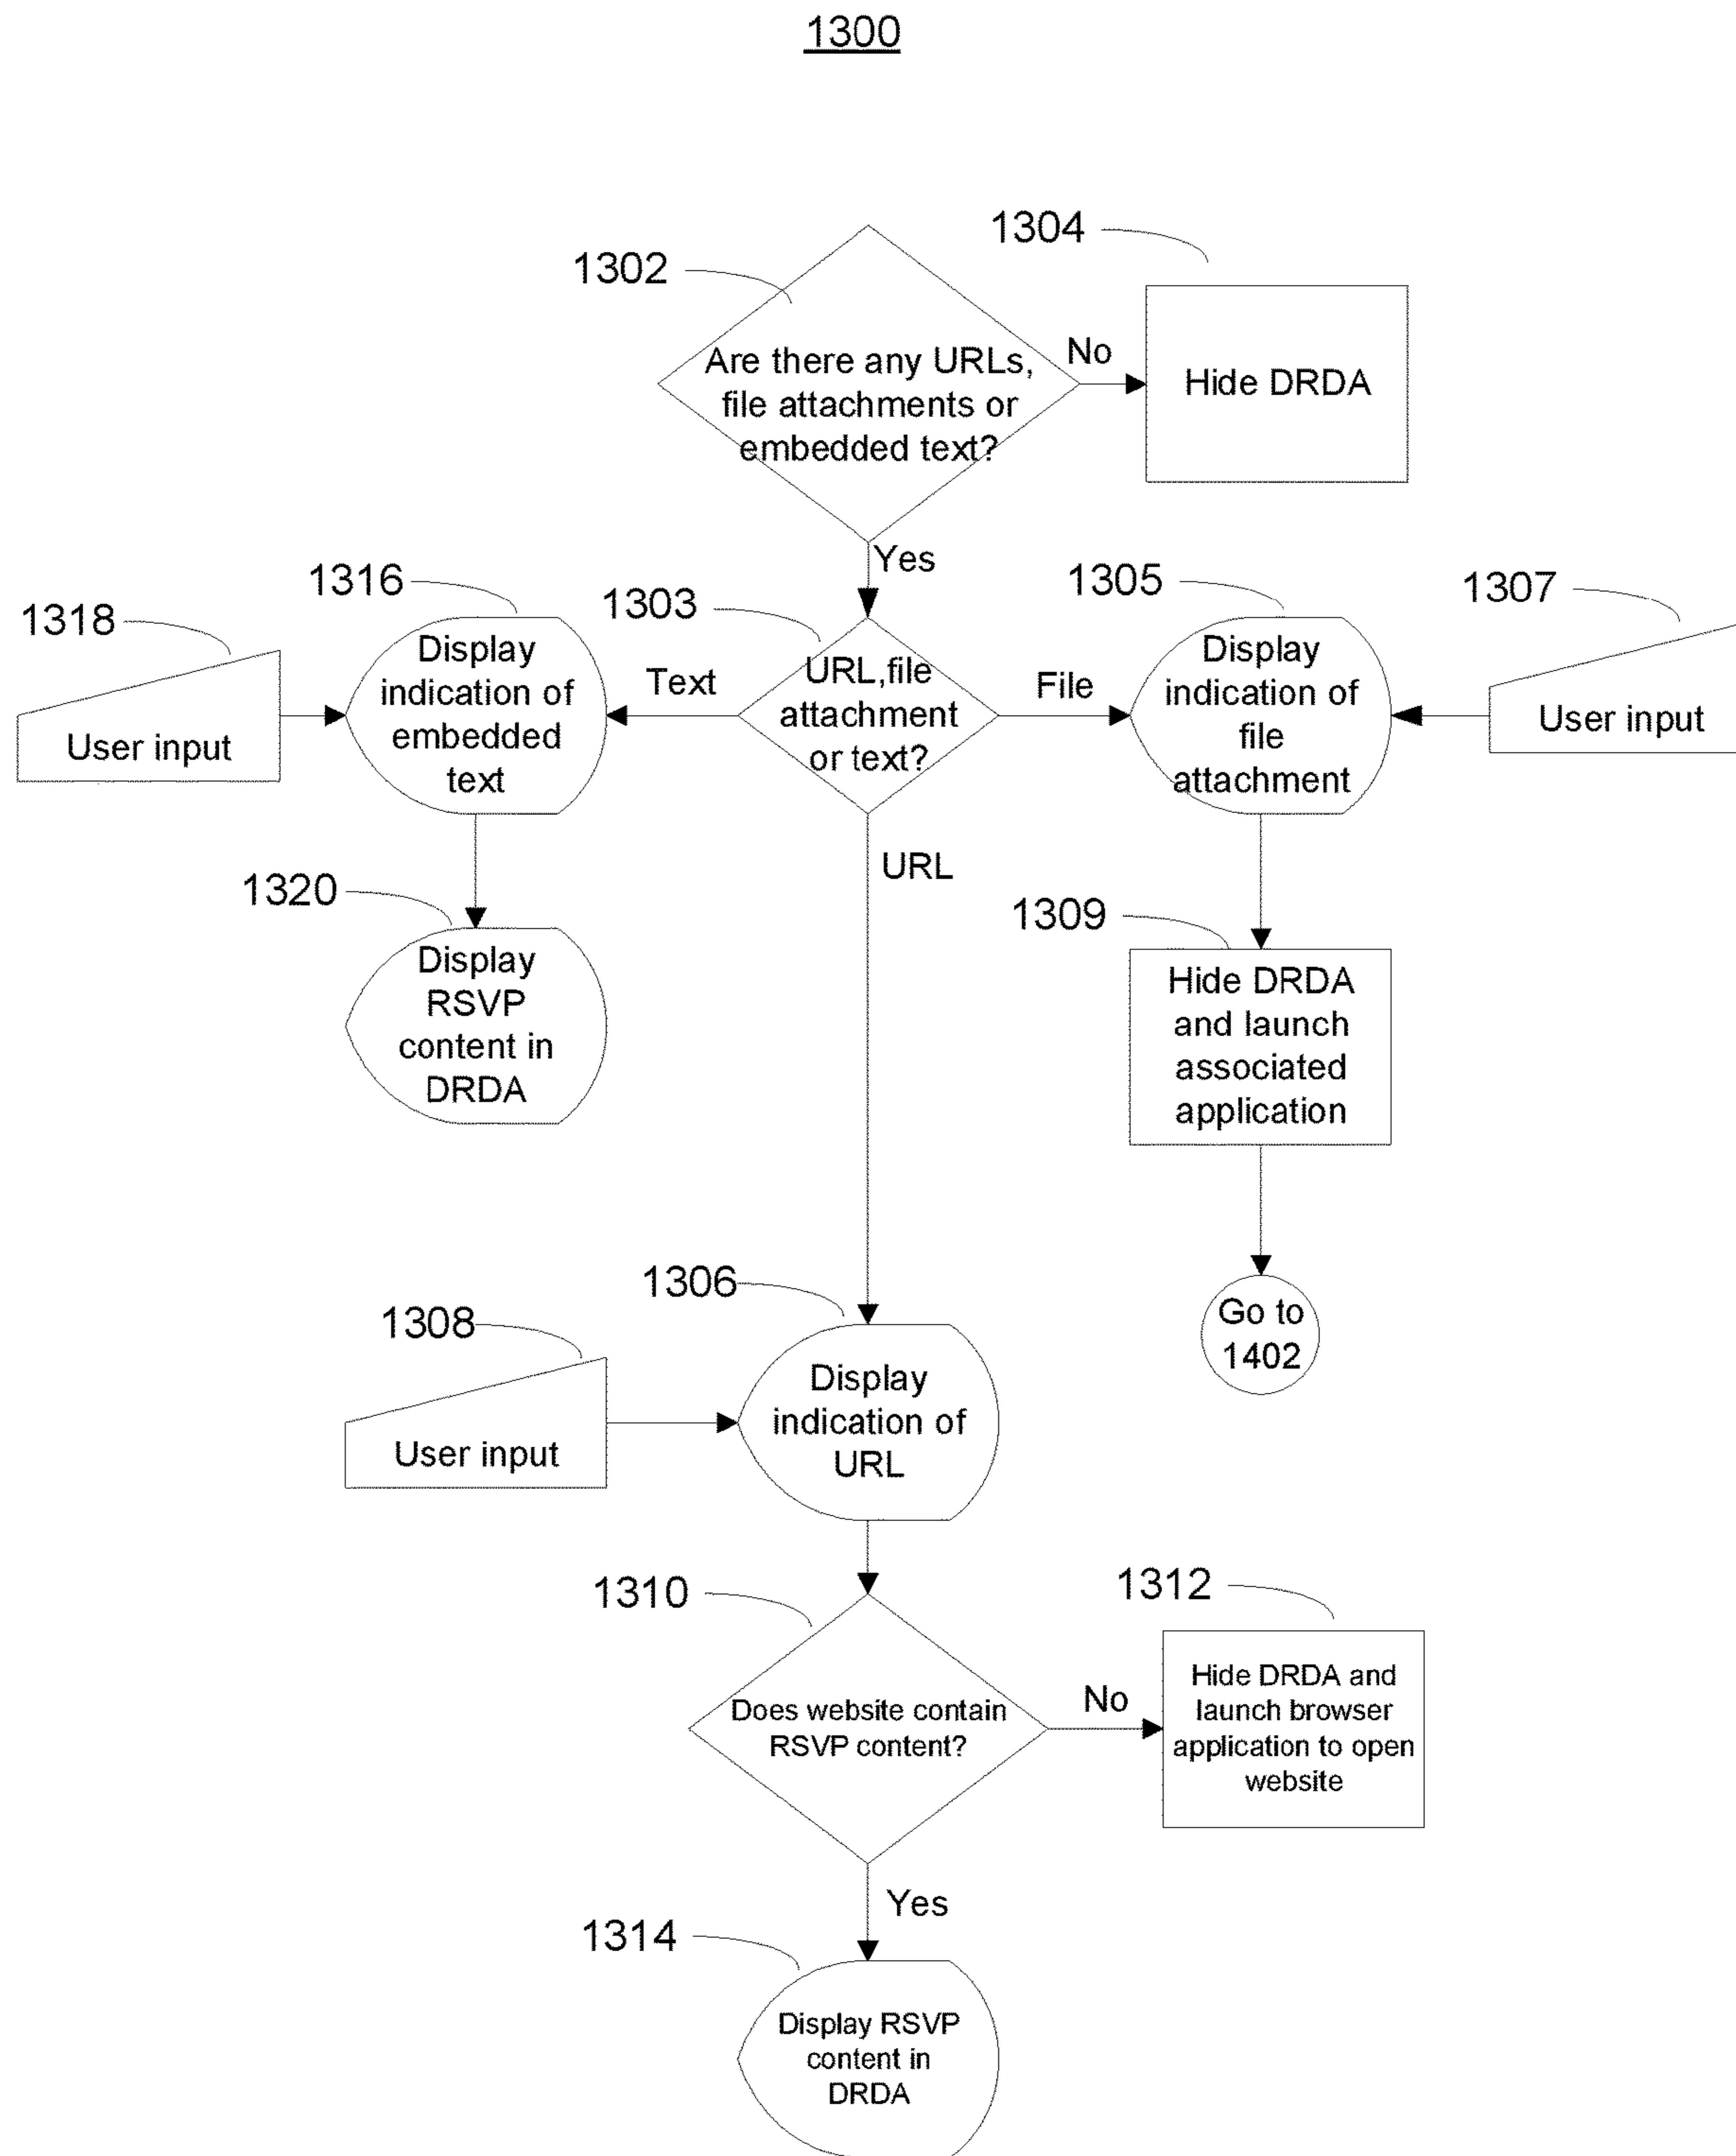 1300
1304
1302
Are there any URLs,
file attachments or
embedded text?
No
Hide DRDA
Yes
1316
1303
1305
1307
1318
Display
indication of
embedded
text
Text
URL,file
attachment
or text?
File
Display
indication of
file
attachment
User input
User input
URL
1320
1309
Display
RSVP
content in
DRDA
Hide DRDA
and launch
associated
application
1306
1308
Go to
1402
Display
indication of
URL
User input
1310
1312
Does website contain
RSVP content?
No
Hide DRDA and
launch browser
application to open
website
Yes
1314
Display RSVP
content in
DRDA